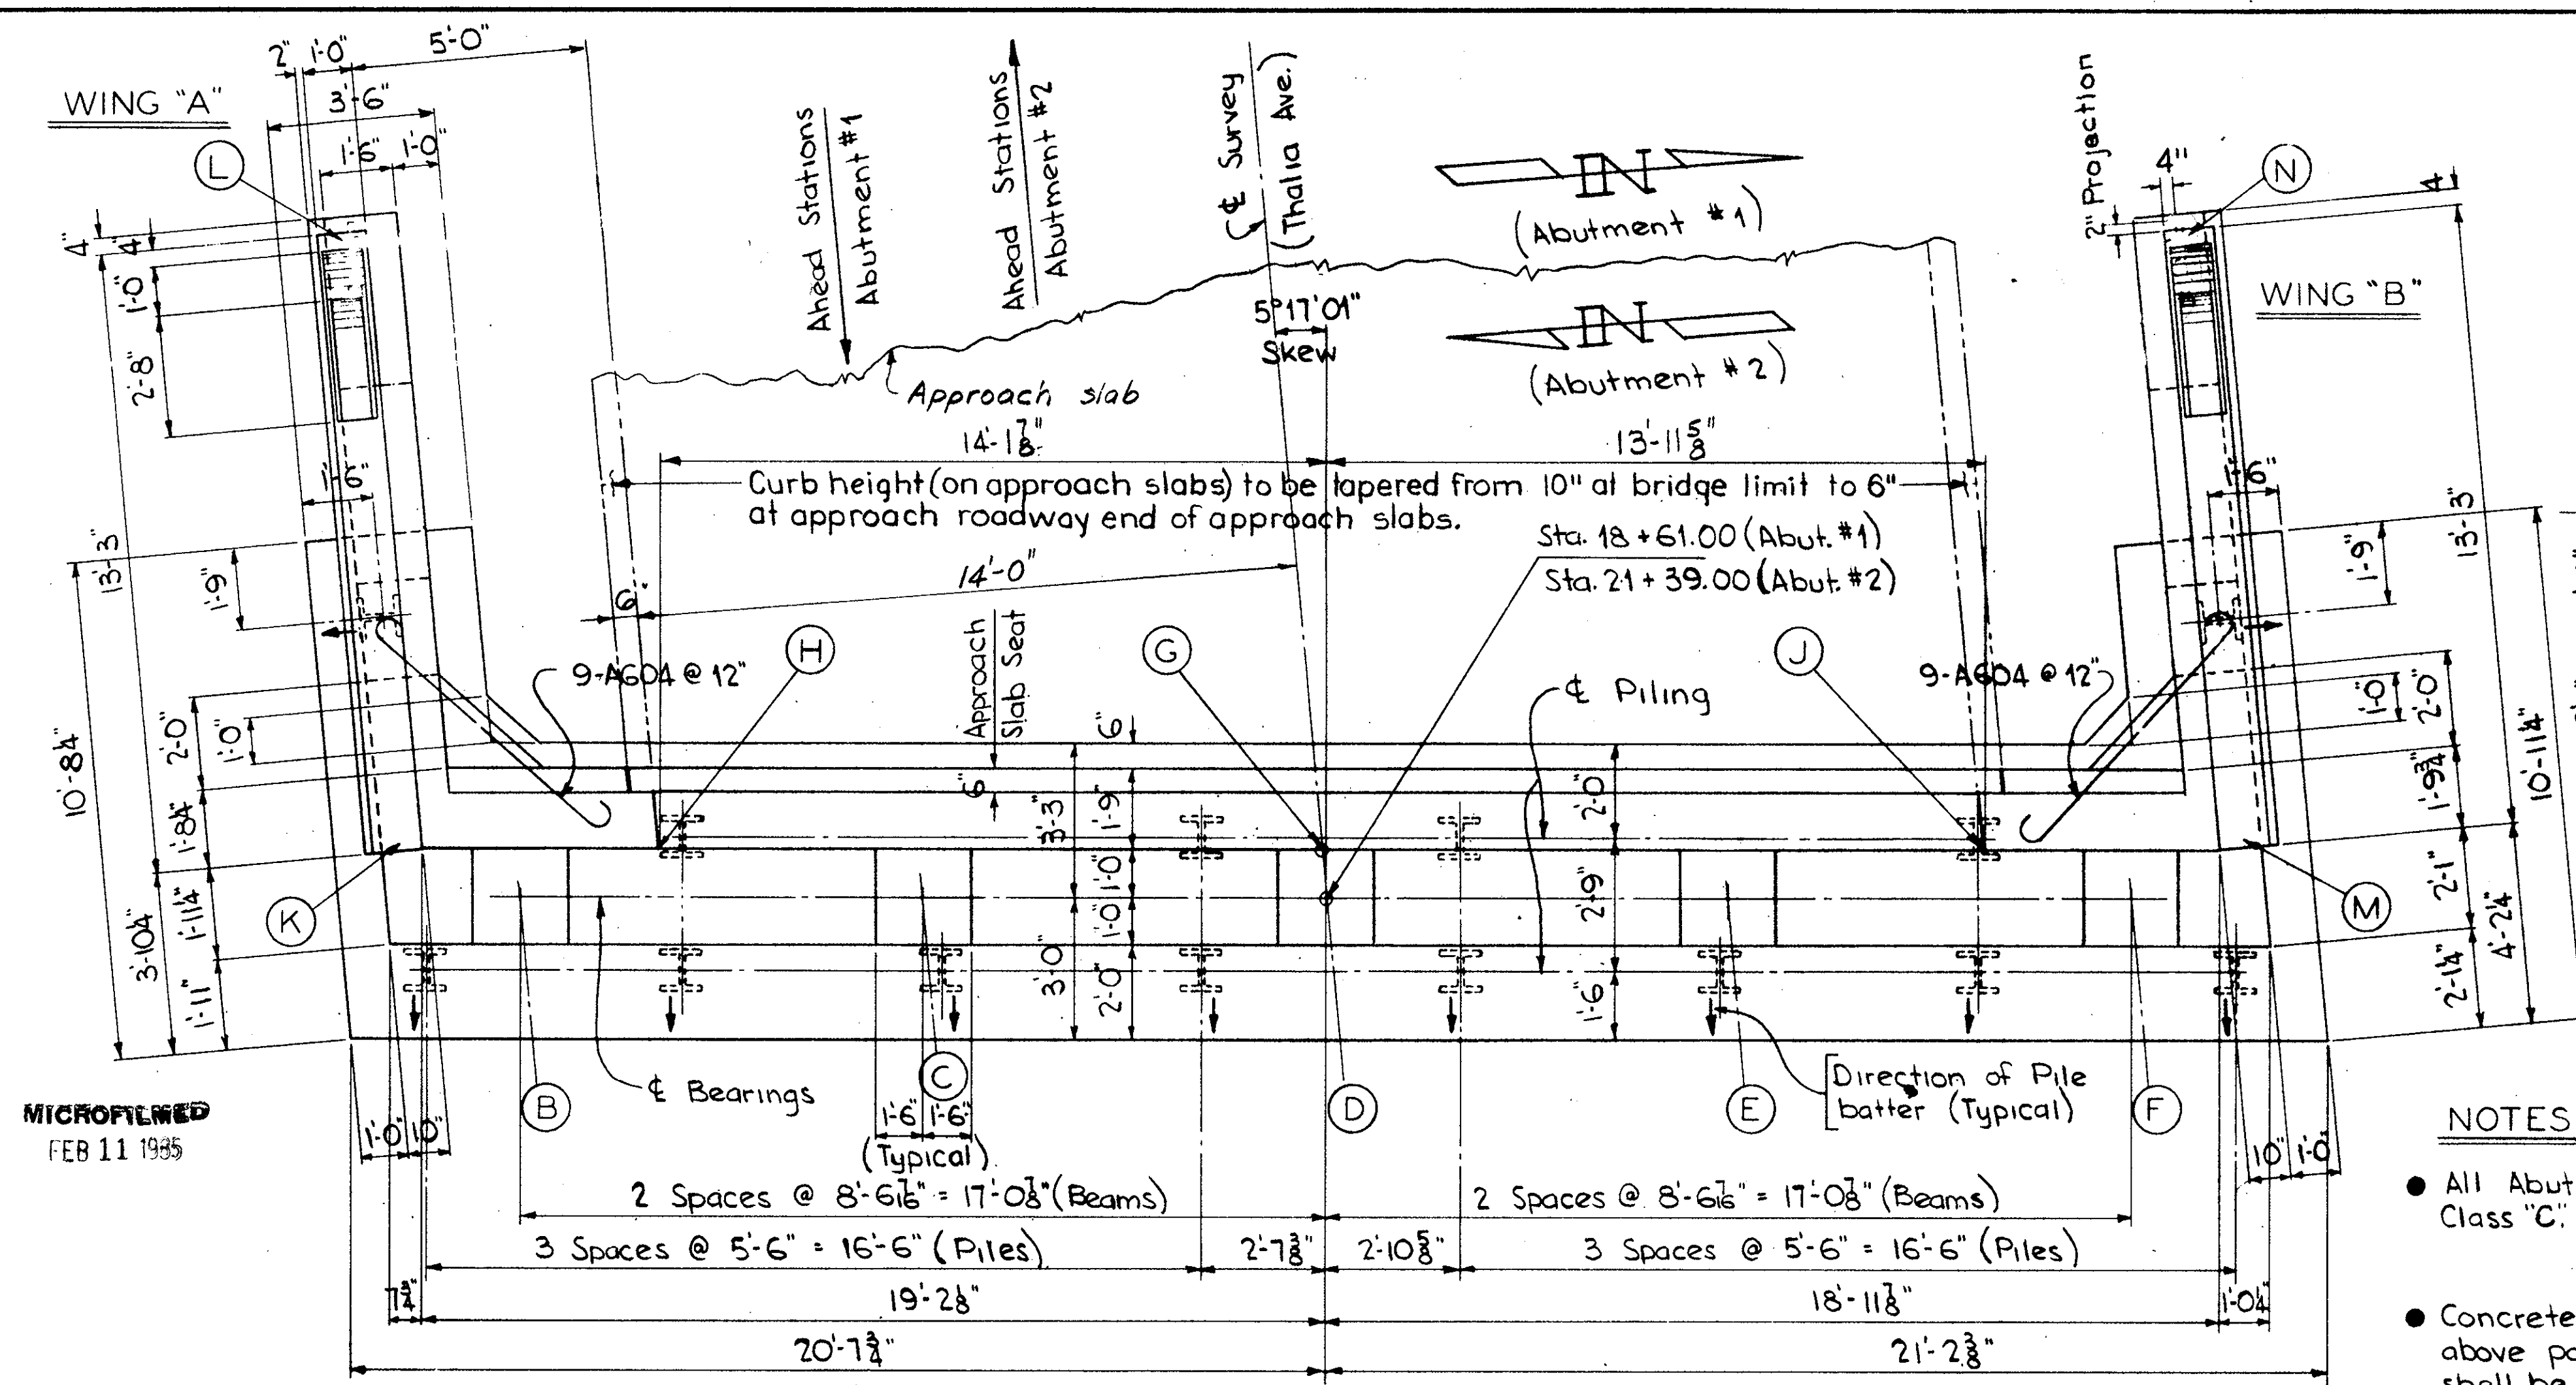 WING "A"
2"
1'-0"
5'-0"
3'-6"
1'-6"
1'-0"
L
Ahead Stations
Abutment #1
Ahead Stations
Abutment #2
℄ Survey
(Thalia Ave.)
N
(Abutment #1)
N
(Abutment #2)
5°17'01"
Skew
2" Projection
4"
N
4
WING "B"
4"
4"
1'-0"
2'-8"
Approach slab
14'-1⅞"
13'-11⅝"
Curb height (on approach slabs) to be tapered from 10" at bridge limit to 6"
at approach roadway end of approach slabs.
Sta. 18+61.00 (Abut. #1)
Sta. 21+39.00 (Abut. #2)
14'-0"
6"
1'-6"
1'-6"
13'-3"
13'-3"
1'-9"
1'-9"
9-A604 @ 12"
H
Approach
Slab Seat
G
J
9-A604 @ 12"
℄ Piling
10'-8¼"
2'-0"
1'-0"
1'-8¼"
3'-10¼"
1'-11¼"
1'-11"
6"
6"
3'-3"
1'-9"
2'-0"
1'-0"
1'-0"
3'-0"
2'-0"
2'-9"
1'-6"
1'-0"
2'-0"
1'-9¾"
10'-11¼"
2'-1"
4'-2¼"
2'-1¼"
K
M
℄ Bearings
B
C
D
E
F
Direction of Pile
batter (Typical)
MICROFILMED
FEB 11 1985
1'-0"
10"
1'-6"
1'-6"
(Typical)
10"
1'-0"
NOTES
2 Spaces @ 8'-6 7/16" = 17'-0⅞" (Beams)
2 Spaces @ 8'-6 7/16" = 17'-0⅞" (Beams)
3 Spaces @ 5'-6" = 16'-6" (Piles)
2'-7⅜"
2'-10⅝"
3 Spaces @ 5'-6" = 16'-6" (Piles)
7¾"
19'-2⅛"
18'-11⅞"
1'-0¼"
20'-7¾"
21'-2⅜"
● All Abut
Class "C".
● Concrete
above po
shall be